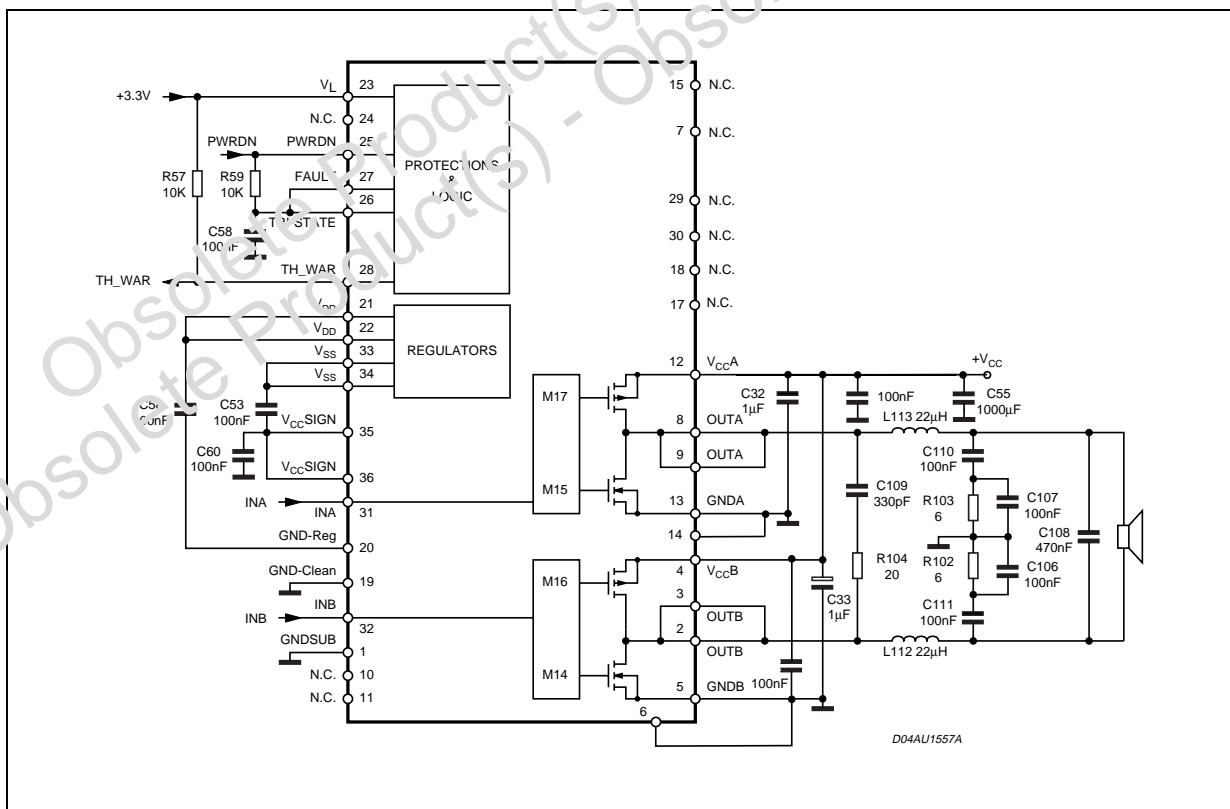 Obsolete Product(s) - Obsolete Product(s)
+3.3V
VL 23
N.C. 24
PWRDN
PWRDN 25
R57
10K
R59
10K
27
26
C58
TH_WAR
TH_WAR 28
PROTECTIONS
&
LOGIC
21
VDD 22
VSS 33
VSS 34
REGULATORS
C53
100nF
VCCSIGN 35
C60
100nF
VCCSIGN
36
INA
INA
31
GND-Reg
20
GND-Clean
19
INB
INB
32
GNDSUB
1
N.C. 10
N.C. 11
M17
M15
M16
M14
15 N.C.
7 N.C.
29 N.C.
30 N.C.
18 N.C.
17 N.C.
12 VCCA
8 OUTA
9 OUTA
13 GNDA
14
4 VCCB
3
OUTB
2
OUTB
5 GNDB
6
+VCC
C32
1µF
100nF
C55
1000µF
L113 22µH
C110
100nF
C109
330pF
R103
6
C107
100nF
C108
470nF
R104
20
R102
6
C106
100nF
C33
1µF
C111
100nF
L112 22µH
100nF
D04AU1557A